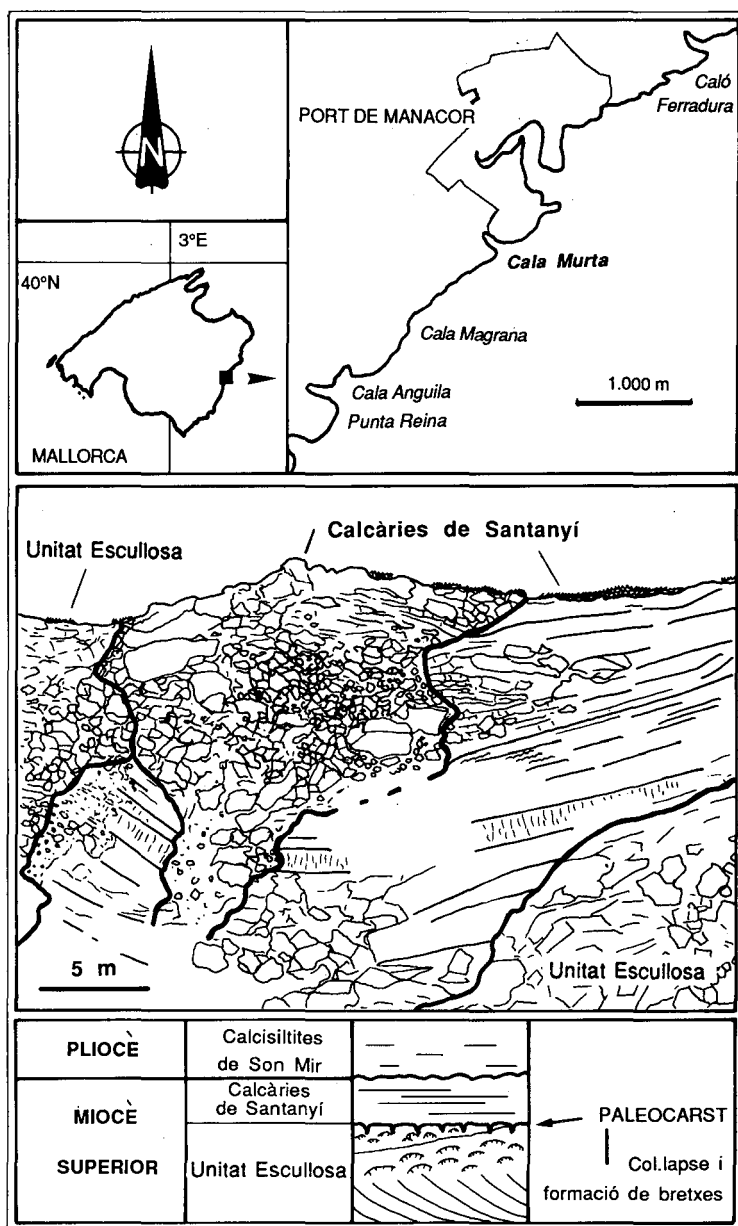 N
3°E
40°N
MALLORCA
PORT DE MANACOR
Caló
Ferradura
Cala Murta
Cala Magrana
Cala Anguila
Punta Reina
1.000 m
Unitat Escullosa
Calcàries de Santanyí
5 m
Unitat Escullosa
PLIOCÈ
Calcisiltites
de Son Mir
MIOCÈ
SUPERIOR
Calcàries
de Santanyí
Unitat Escullosa
PALEOCARST
Col.lapse i
formació de bretxes